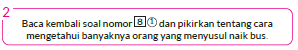 2
Baca kembali soal nomor 8 ① dan pikirkan tentang cara
mengetahui banyaknya orang yang menyusul naik bus.